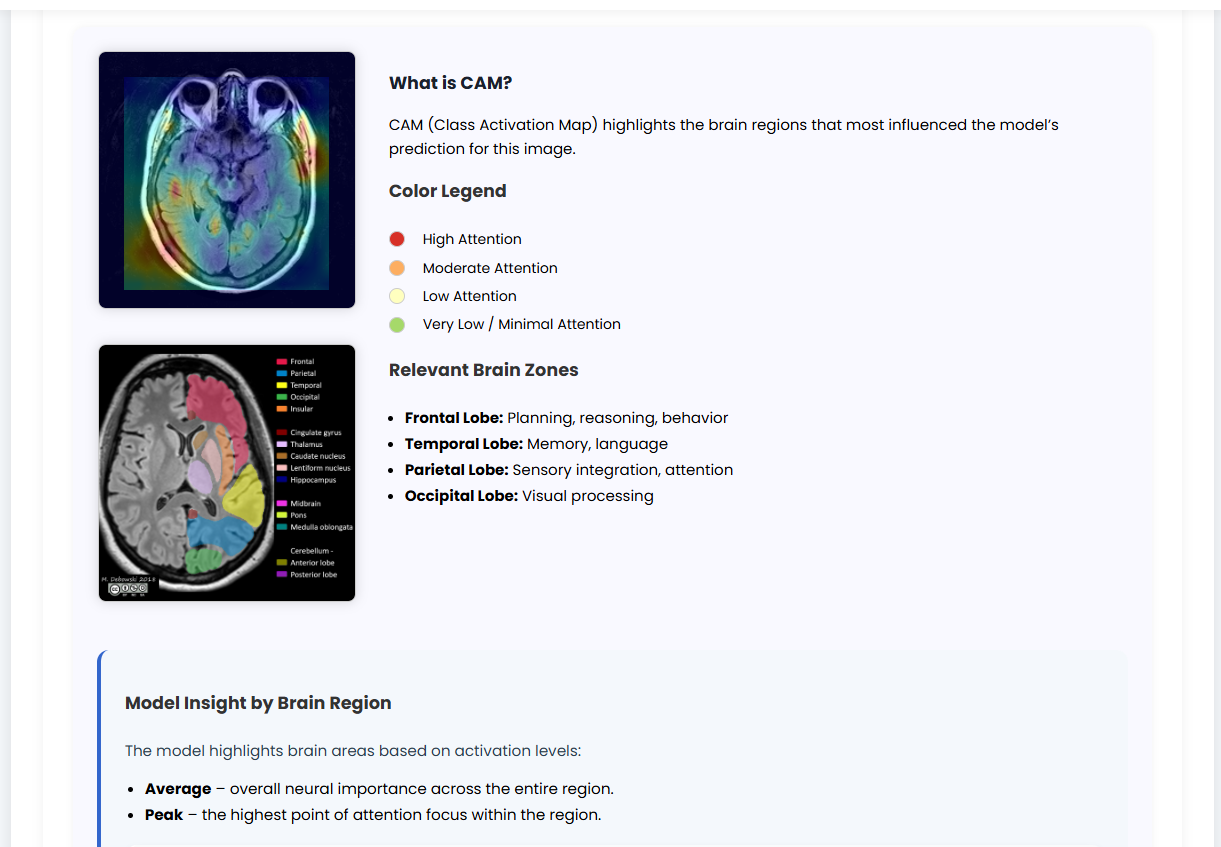 What is CAM?
CAM (Class Activation Map) highlights the brain regions that most influenced the model's
prediction for this image.
Color Legend
High Attention
Moderate Attention
Low Attention
Very Low / Minimal Attention
Frontal
Parietal
Temporal
Occipital
Insular
Cingulate gyrus
Thalamus
Caudate nucleus
Lentiform nucleus
Hippocampus
Midbrain
Pons
Medulla oblongata
Cerebellum -
Anterior lobe
Posterior lobe
M. Dabowski 2013
Relevant Brain Zones
Frontal Lobe: Planning, reasoning, behavior
Temporal Lobe: Memory, language
Parietal Lobe: Sensory integration, attention
Occipital Lobe: Visual processing
Model Insight by Brain Region
The model highlights brain areas based on activation levels:
Average – overall neural importance across the entire region.
Peak – the highest point of attention focus within the region.